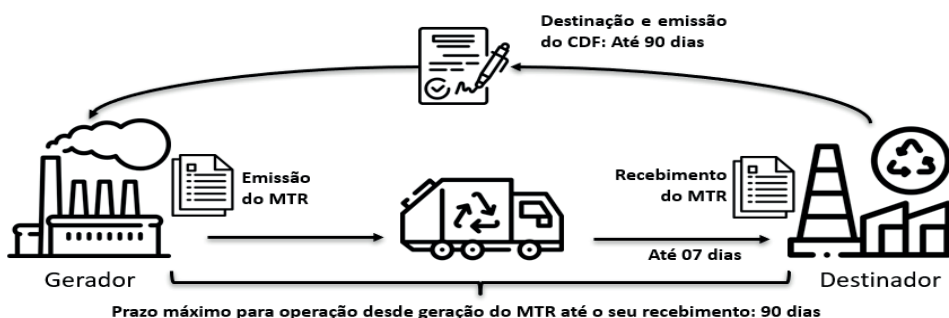 Destinação e emissão
do CDF: Até 90 dias
Emissão
do MTR
Recebimento
do MTR
Até 07 dias
Gerador
Destinador
Prazo máximo para operação desde geração do MTR até o seu recebimento: 90 dias